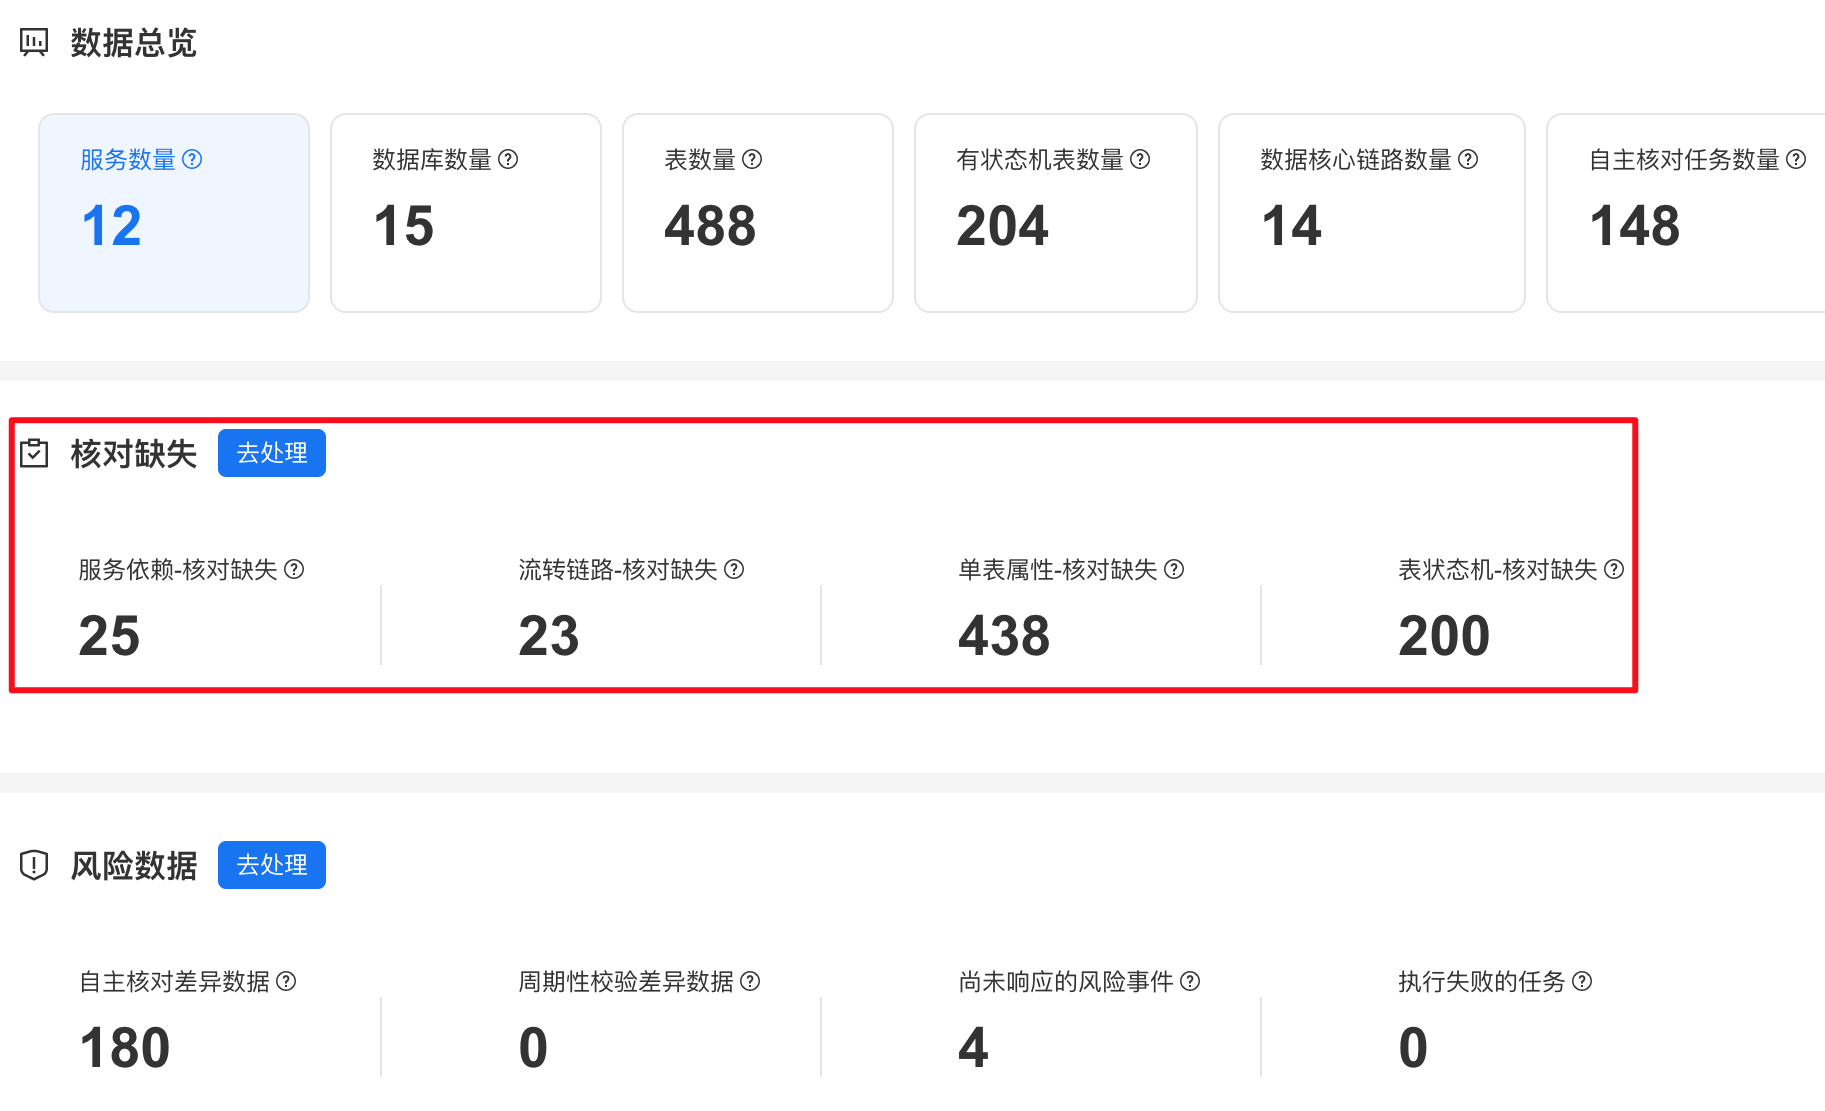 数据总览
服务数量
12
数据库数量
15
表数量
488
有状态机表数量
204
数据核心链路数量
14
自主核对任务数量
148
核对缺失
去处理
服务依赖-核对缺失
25
流转链路-核对缺失
23
单表属性-核对缺失
438
表状态机-核对缺失
200
风险数据
去处理
自主核对差异数据
180
周期性校验差异数据
0
尚未响应的风险事件
4
执行失败的任务
0